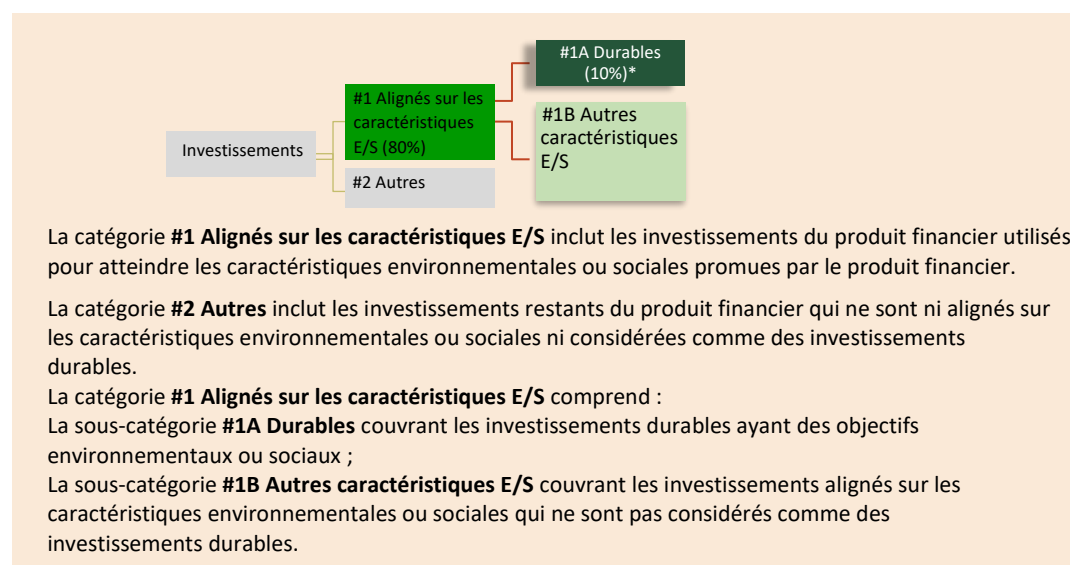 #1A Durables
(10%)*
#1 Alignés sur les
caractéristiques
E/S (80%)
#1B Autres
caractéristiques
E/S
Investissements
#2 Autres
La catégorie #1 Alignés sur les caractéristiques E/S inclut les investissements du produit financier utilisés
pour atteindre les caractéristiques environnementales ou sociales promues par le produit financier.
La catégorie #2 Autres inclut les investissements restants du produit financier qui ne sont ni alignés sur
les caractéristiques environnementales ou sociales ni considérées comme des investissements
durables.
La catégorie #1 Alignés sur les caractéristiques E/S comprend :
La sous-catégorie #1A Durables couvrant les investissements durables ayant des objectifs
environnementaux ou sociaux ;
La sous-catégorie #1B Autres caractéristiques E/S couvrant les investissements alignés sur les
caractéristiques environnementales ou sociales qui ne sont pas considérés comme des
investissements durables.